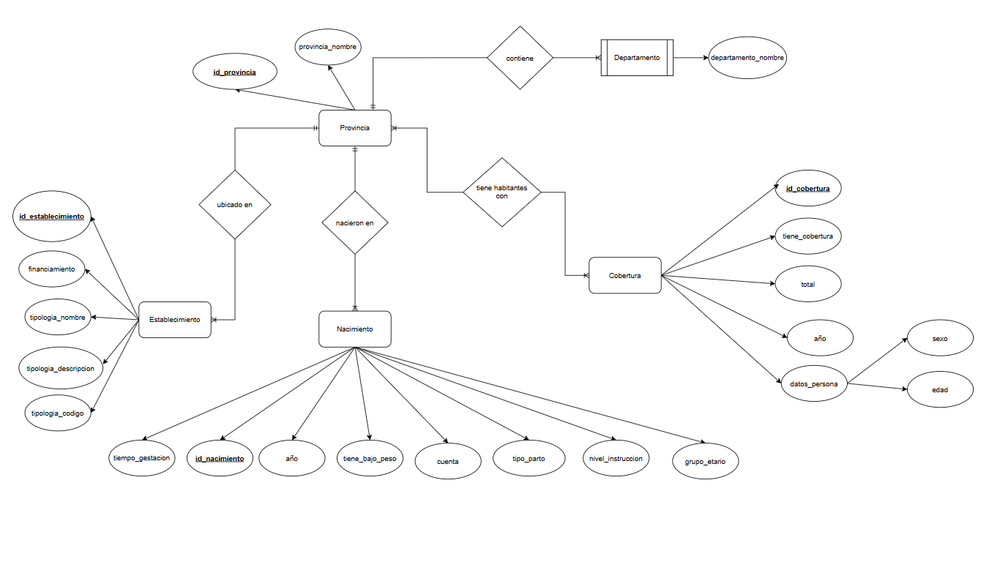 provincia_nombre
contiene
Departamento
departamento_nombre
id_provincia
Provincia
tiene habitantes
con
id_cobertura
ubicado en
id_establecimiento
nacieron en
tiene_cobertura
financiamiento
Cobertura
total
tipologia_nombre
Establecimiento
Nacimiento
año
sexo
tipologia_descripcion
datos_persona
edad
tipologia_codigo
tiempo_gestacion
id_nacimiento
año
tiene_bajo_peso
cuenta
tipo_parto
nivel_instruccion
grupo_etario